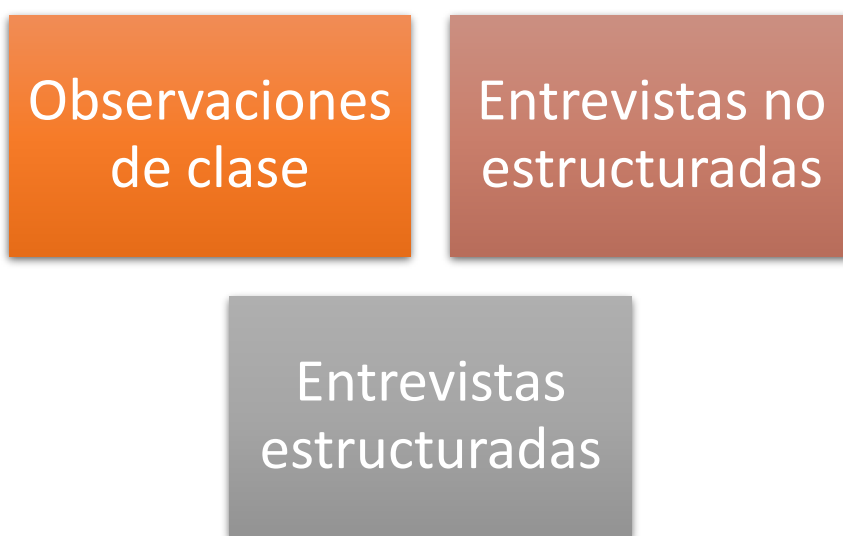 Observaciones
de clase
Entrevistas no
estructuradas
Entrevistas
estructuradas